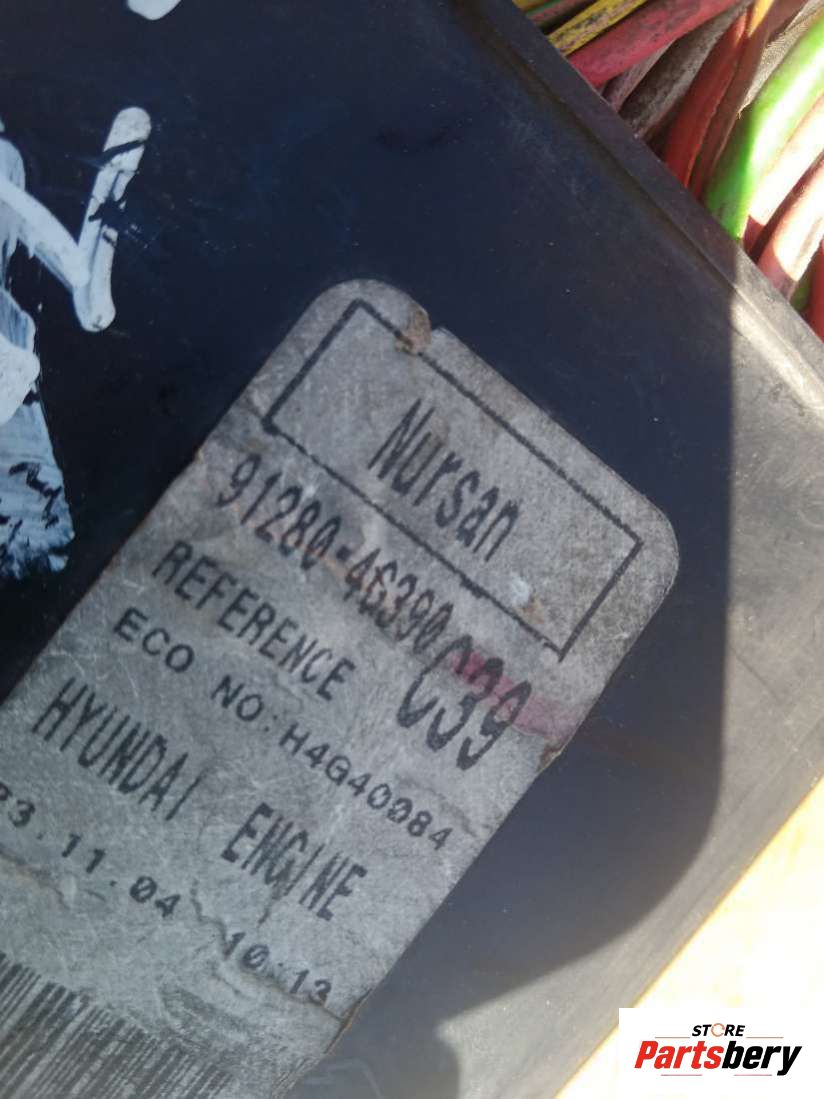 Nursan
91280-4G390
REFERENCE C39
ECO NO:H4G40084
HYUNDAI ENGINE
23.11.04 10:13
STORE
Partsbery